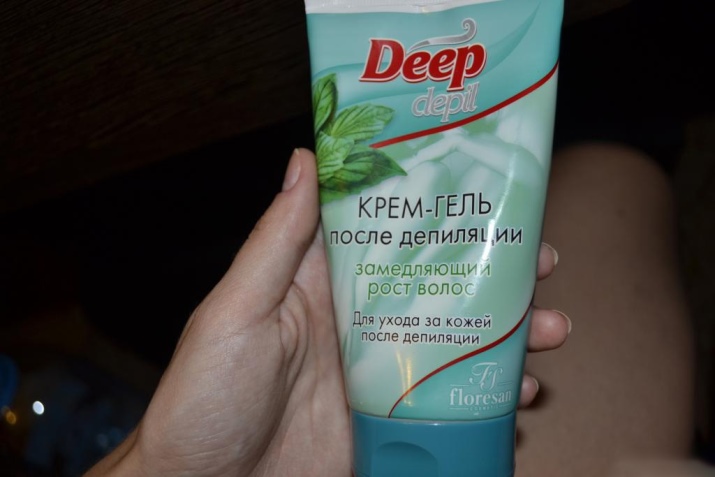 Deep
depil
КРЕМ-ГЕЛЬ
после депиляции
замедляющий
рост волос
Для ухода за кожей
после депиляции
floresan